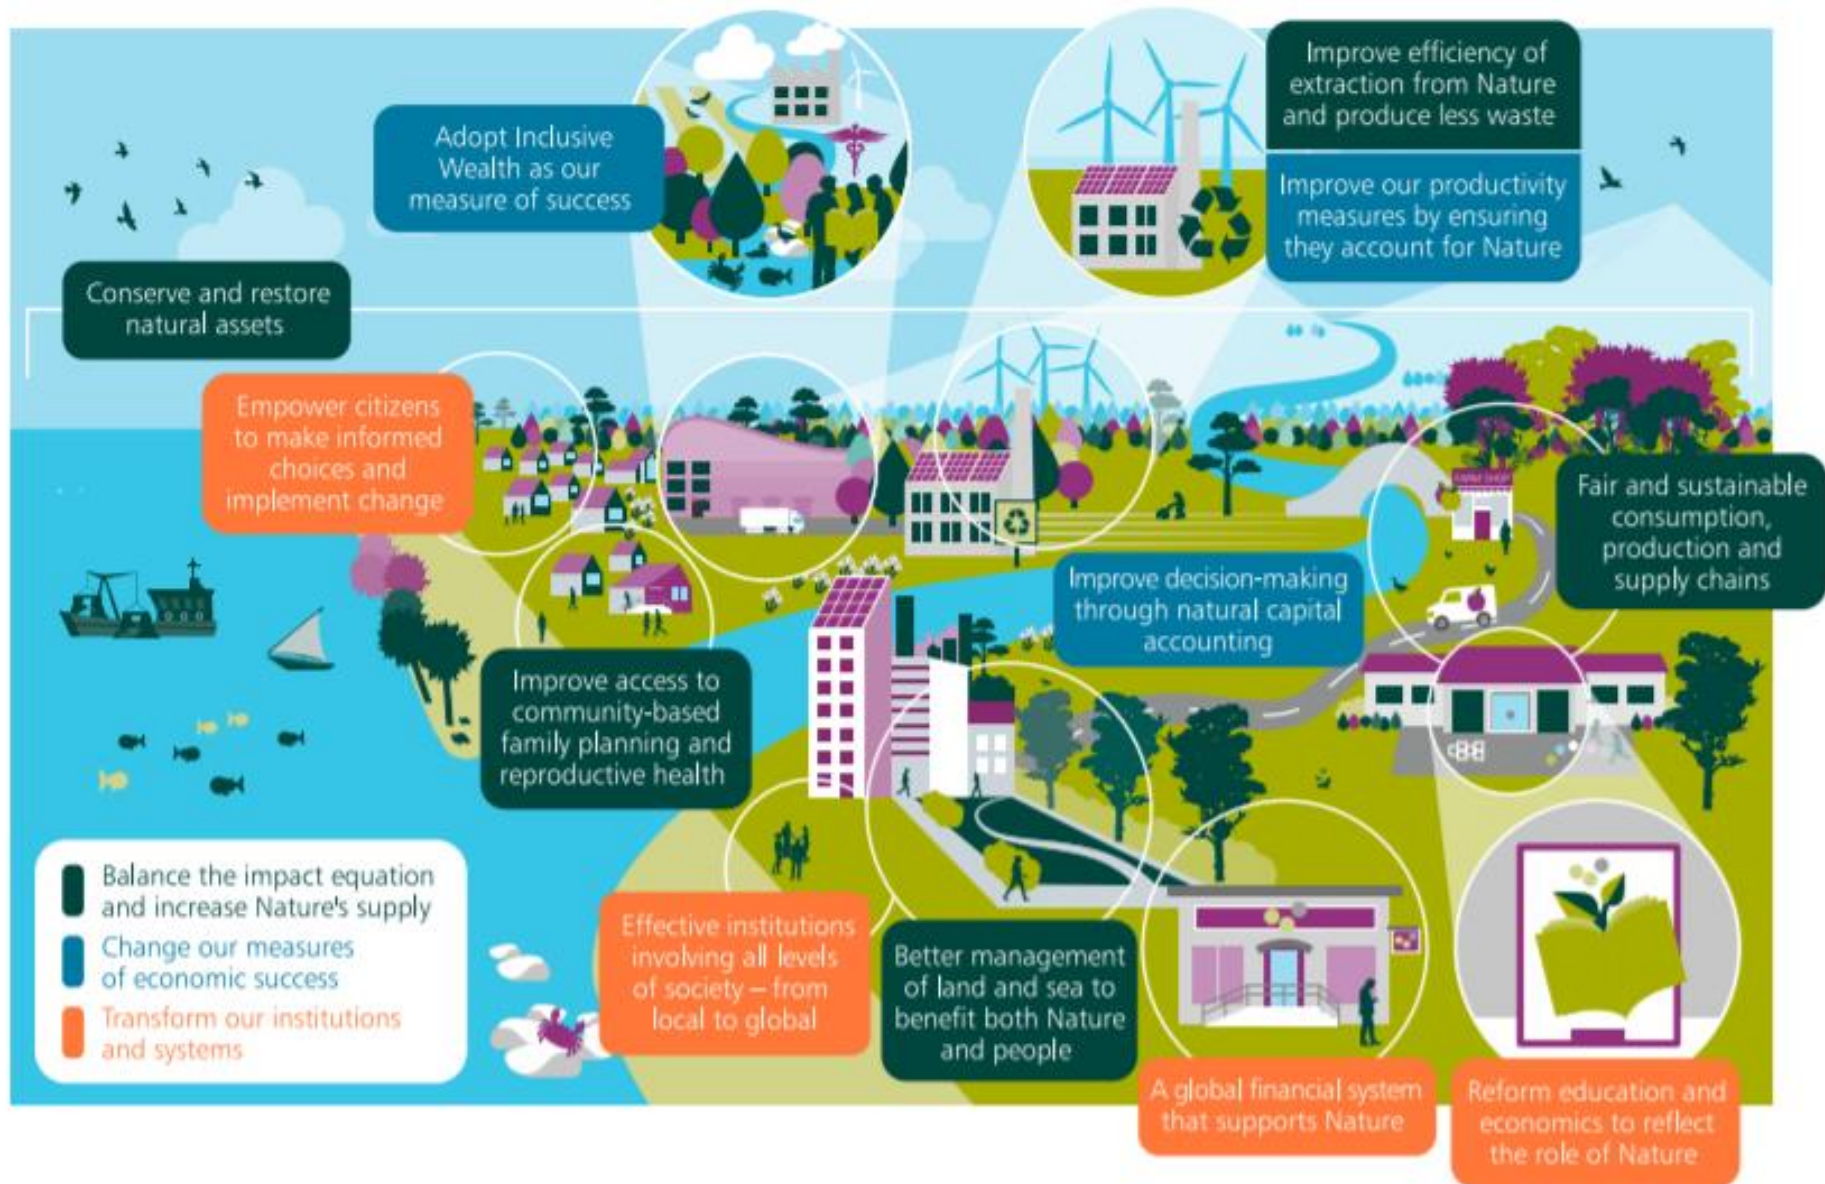 Improve efficiency of
extraction from Nature
and produce less waste
Adopt Inclusive
Wealth as our
measure of success
Improve our productivity
measures by ensuring
they account for Nature
Conserve and restore
natural assets
Empower citizens
to make informed
choices and
implement change
FARM SHOP
Fair and sustainable
consumption,
production and
supply chains
Improve decision-making
through natural capital
accounting
Improve access to
community-based
family planning and
reproductive health
Balance the impact equation
and increase Nature's supply
Change our measures
of economic success
Transform our institutions
and systems
Effective institutions
involving all levels
of society – from
local to global
Better management
of land and sea to
benefit both Nature
and people
A global financial system
that supports Nature
Reform education and
economics to reflect
the role of Nature